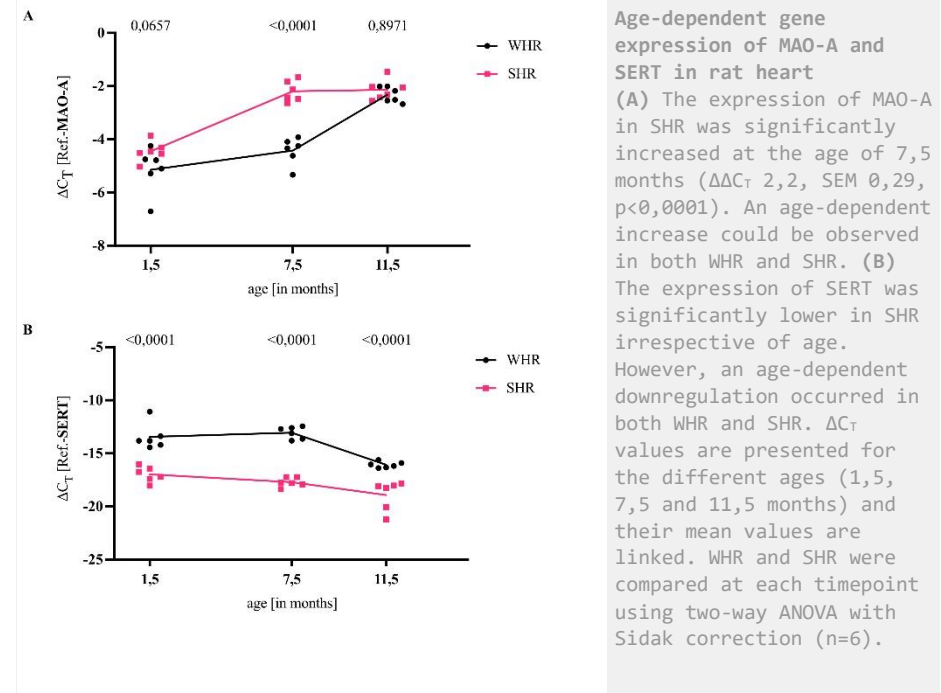 A
0,0657 <0,0001 0,8971
0
-2
-4
-6
-8
ΔCT [Ref.-MAO-A]
1,5 7,5 11,5
age [in months]
WHR
SHR
B
<0,0001 <0,0001 <0,0001
-5
-10
-15
-20
-25
ΔCT [Ref.-SERT]
1,5 7,5 11,5
age [in months]
WHR
SHR
Age-dependent gene
expression of MAO-A and
SERT in rat heart
(A) The expression of MAO-A
in SHR was significantly
increased at the age of 7,5
months (ΔΔCT 2,2, SEM 0,29,
p<0,0001). An age-dependent
increase could be observed
in both WHR and SHR. (B)
The expression of SERT was
significantly lower in SHR
irrespective of age.
However, an age-dependent
downregulation occurred in
both WHR and SHR. ΔCT
values are presented for
the different ages (1,5,
7,5 and 11,5 months) and
their mean values are
linked. WHR and SHR were
compared at each timepoint
using two-way ANOVA with
Sidak correction (n=6).